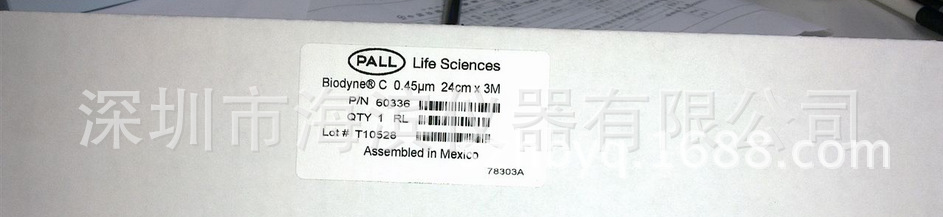 PALL Life Sciences
Biodyne® C 0.45µm 24cm x 3M
P/N 60336
QTY 1 RL
Lot # T10528
Assembled in Mexico
78303A
深圳市海 仪器有限公司
.1688.com